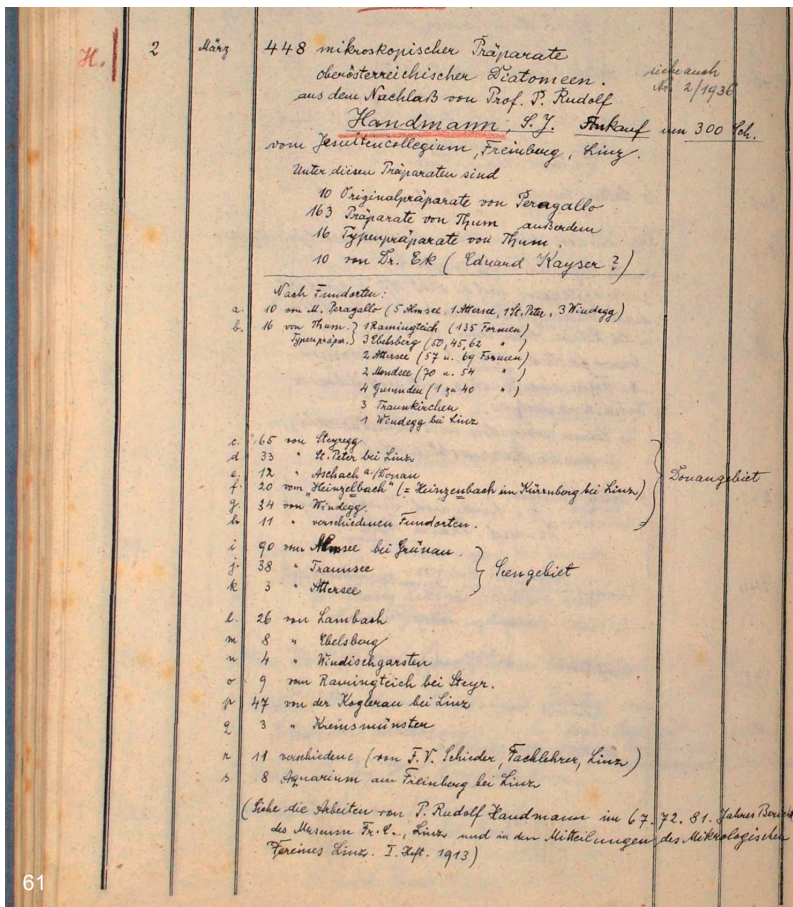 H. 2 März 448 mikroskopischer Präparate
oberösterreichischer Diatomeen.
siehe auch
No. 2/1936
aus dem Nachlaß von Prof. P. Rudolf
Handmann, S.J. Ankauf um 300 Sch.
vom Jesuitencollegium, Freinberg, Linz.
Unter diesen Präparaten sind
10 Originalpräparate von Peragallo
163 Präparate von Thum außerdem
16 Typenpräparate von Thum.
10 von Dr. Ek (Eduard Kayser?)
Nach Fundorten:
a. 10 von M. Peragallo (5 Almsee, 1 Attersee, 1 St. Peter, 3 Windegg)
b. 16 von Thum. } 1 Ramingteich (135 Formen)
Typenpräpa. } 3 Ebelsberg (50, 45, 62 " )
2 Attersee (57 u. 69 Formen)
2 Mondsee (70 u. 54 " )
4 Gmunden (1 zu 40 " )
3 Traunkirchen
1 Windegg bei Linz
c. 65 von Steyregg
d 33 " St. Peter bei Linz
e. 12 " Aschach a./Donau
f. 20 vom "Heinzelbach" (= Heinzenbach im Kürnberg bei Linz)
g. 34 von Windegg.
h 11 " verschiedenen Fundorten.
Donaugebiet
i 90 vom Almsee bei Grünau.
j. 38 " Traunsee
k 3 " Attersee
} Seengebiet
l. 26 von Lambach
m 8 " Ebelsberg
n 4 " Windischgarsten
o 9 vom Ramingteich bei Steyr.
p 47 von der Koglerau bei Linz
q 3 " Kremsmünster
r 11 verschiedene (von F. V. Schieder, Fachlehrer, Linz)
s 8 Aquarium am Freinberg bei Linz
(Siehe die Arbeiten von P. Rudolf Handmann im 67. 72. 81. Jahres Bericht
des Museum Fr. C., Linz und in den Mitteilungen des Mikrologischen
Vereines Linz. I. Heft. 1913)
61